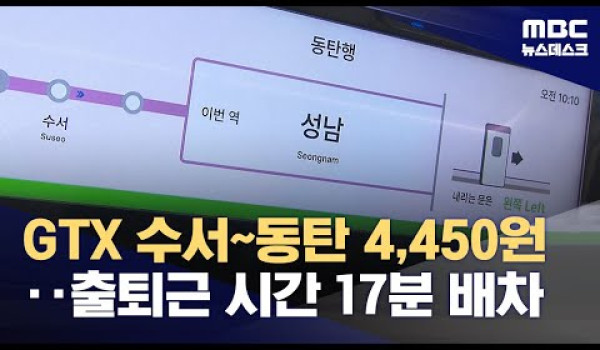 MBC
뉴스데스크
동탄행
오전 10:10
수서
Suseo
이번 역
성남
Seongnam
내리는 문은 왼쪽 Left
GTX 수서~동탄 4,450원
··출퇴근 시간 17분 배차